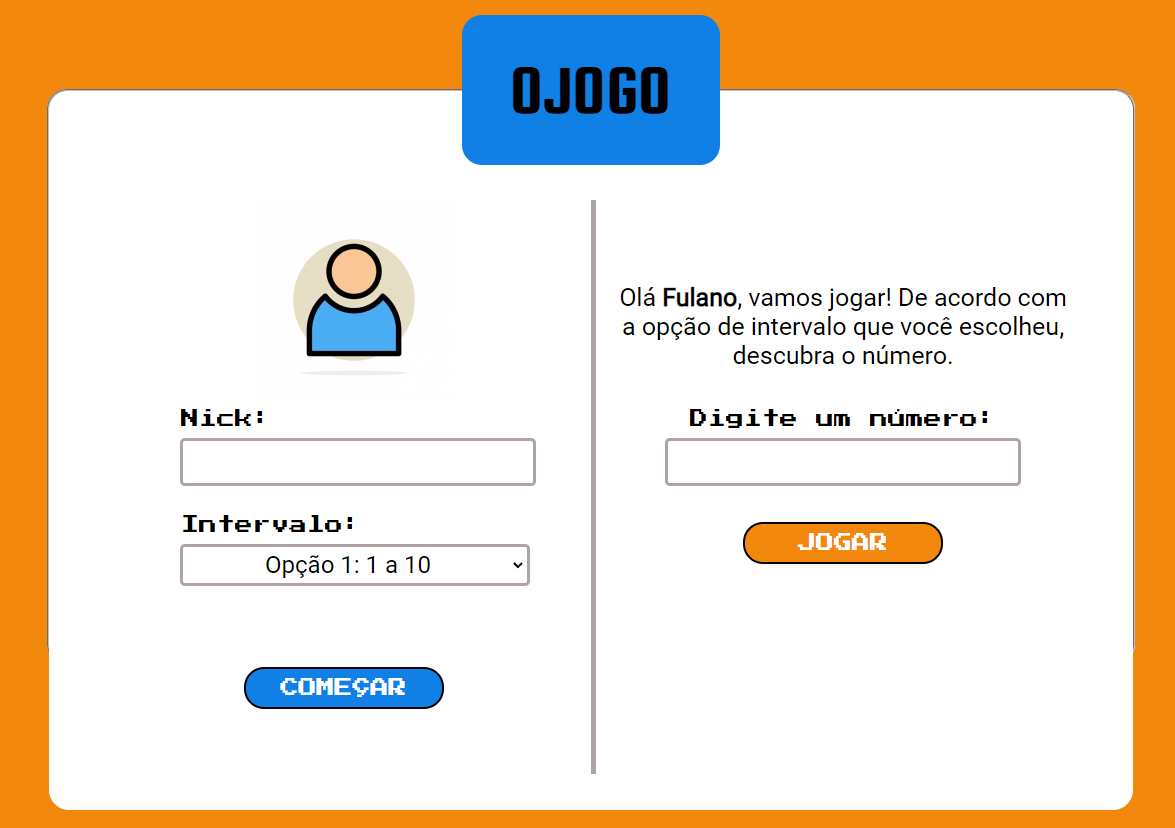 OJOGO
Nick:
Intervalo:
Opção 1: 1 a 10
COMEÇAR
Olá Fulano, vamos jogar! De acordo com
a opção de intervalo que você escolheu,
descubra o número.
Digite um número:
JOGAR